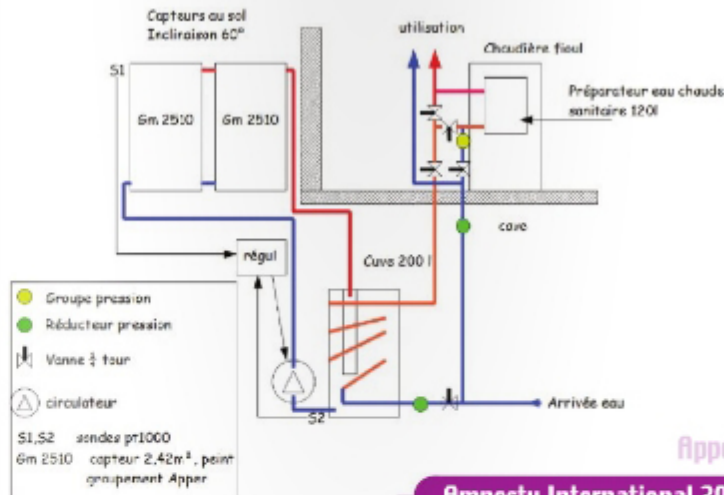 Capteurs au sol
Incliraison 60°
utilisation
Chaudière fioul
S1
Gm 2510
Gm 2510
Préparateur eau chaude
sanitaire 120l
cave
régul
Cuve 200 l
Groupe pression
Réducteur pression
Vanne ¼ tour
circulateur
S2
Arrivée eau
S1,S2 sondes pt1000
Gm 2510 capteur 2,42m², peint
groupement Apper
Appe
Amnesty International 20